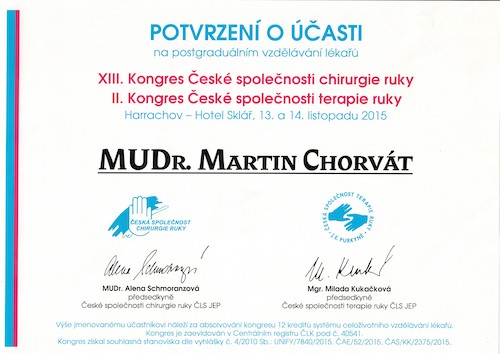 POTVRZENÍ O ÚČASTI
na postgraduálním vzdělávání lékařů
XIII. Kongres České společnosti chirurgie ruky
II. Kongres České společnosti terapie ruky
Harrachov – Hotel Sklář, 13. a 14. listopadu 2015
MUDR. MARTIN CHORVÁT
ČESKÁ SPOLEČNOST
CHIRURGIE RUKY
ČESKÁ SPOLEČNOST TERAPIE RUKY
J.E. PURKYNĚ
MUDr. Alena Schmoranzová
předsedkyně
České společnosti chirurgie ruky ČLS JEP
Mgr. Milada Kukačková
předsedkyně
České společnosti terapie ruky ČLS JEP
Výše jmenovanému účastníkovi náleží za absolvování kongresu 12 kreditů systému celoživotního vzdělávání lékařů.
Kongres je zaevidován v Centrálním registru ČLK pod č. 40541.
Kongres získal souhlasná stanoviska dle vyhlášky č. 4/2010 Sb.: UNIFY/7840/2015, ČAE/52/2015, ČAS/KK/2375/2015.